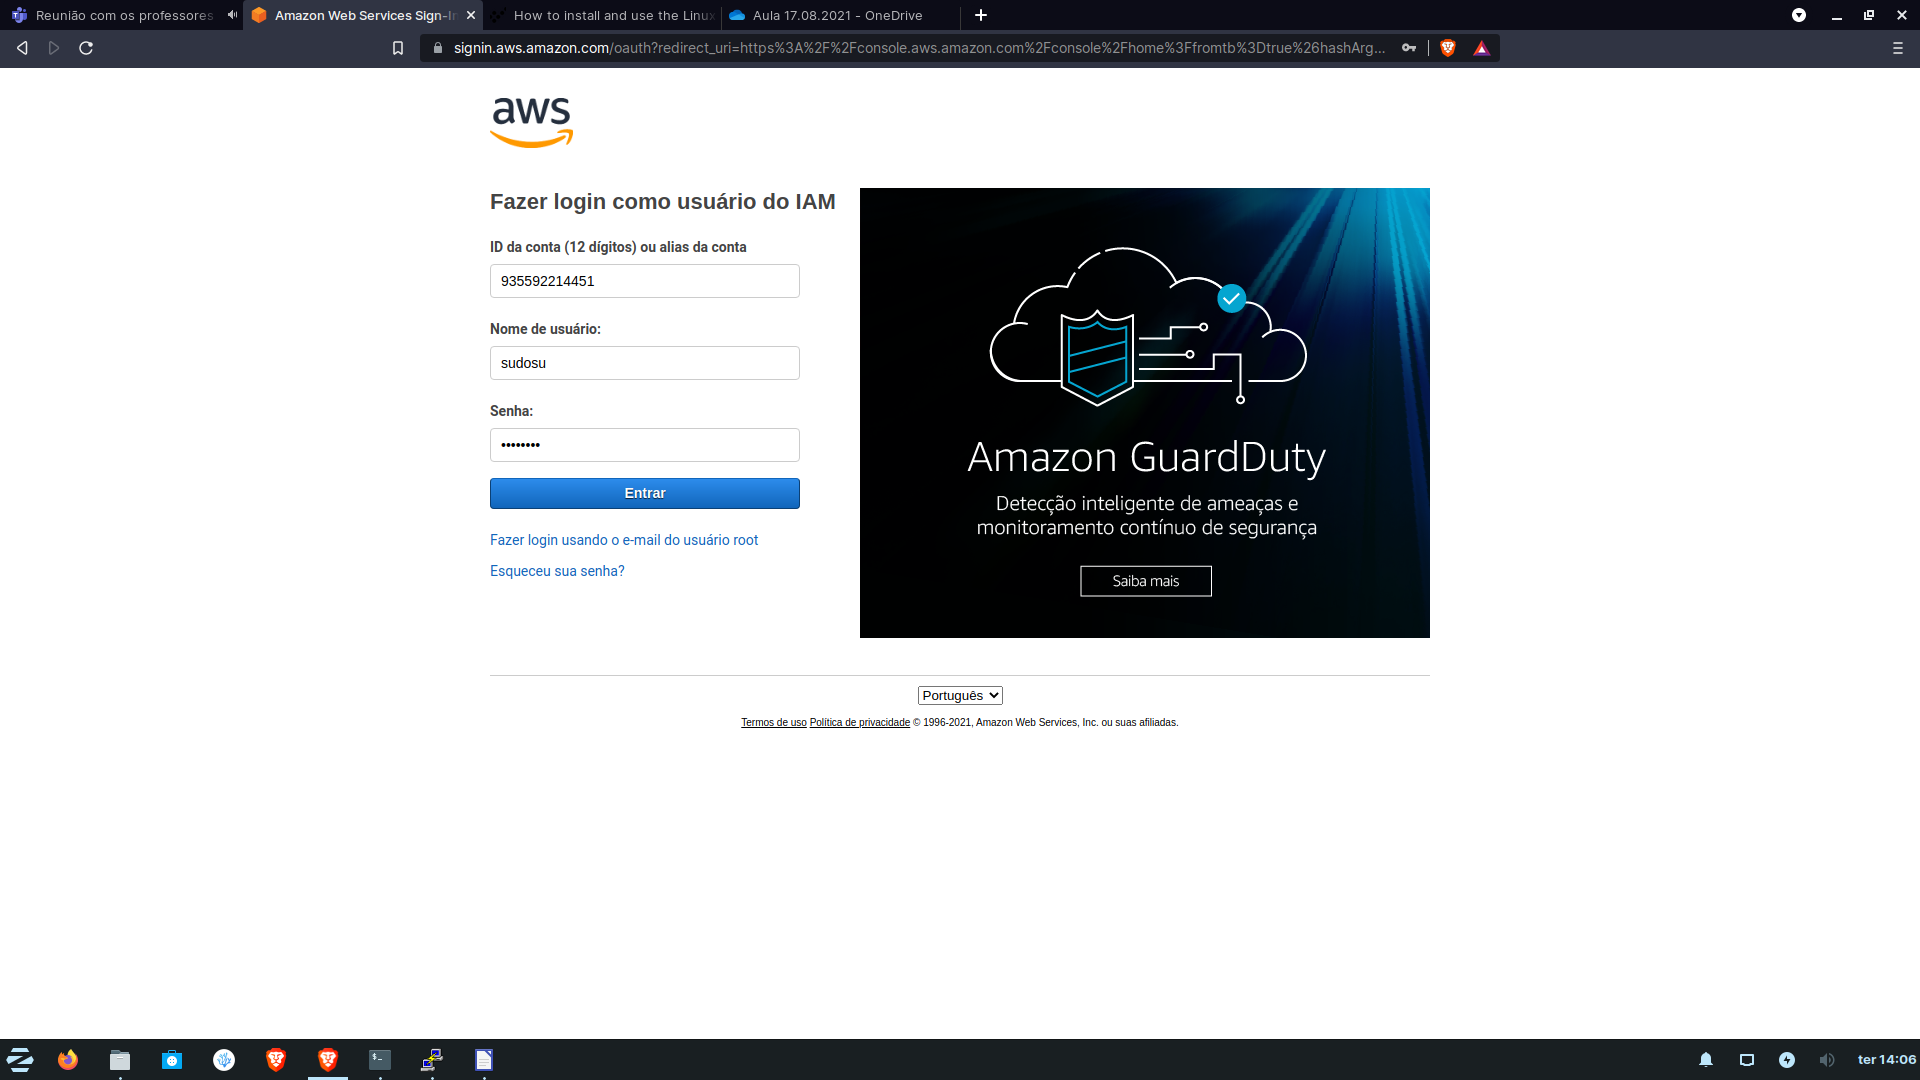 Reunião com os professores
Amazon Web Services Sign-In
How to install and use the Linux
Aula 17.08.2021 - OneDrive
signin.aws.amazon.com/oauth?redirect_uri=https%3A%2F%2Fconsole.aws.amazon.com%2Fconsole%2Fhome%3Ffromtb%3Dtrue%26hashArg...
aws
Fazer login como usuário do IAM
ID da conta (12 dígitos) ou alias da conta
935592214451
Nome de usuário:
sudosu
Senha:
••••••••
Entrar
Fazer login usando o e-mail do usuário root
Esqueceu sua senha?
Amazon GuardDuty
Detecção inteligente de ameaças e
monitoramento contínuo de segurança
Saiba mais
Português
Termos de uso Política de privacidade © 1996-2021, Amazon Web Services, Inc. ou suas afiliadas.
ter 14:06